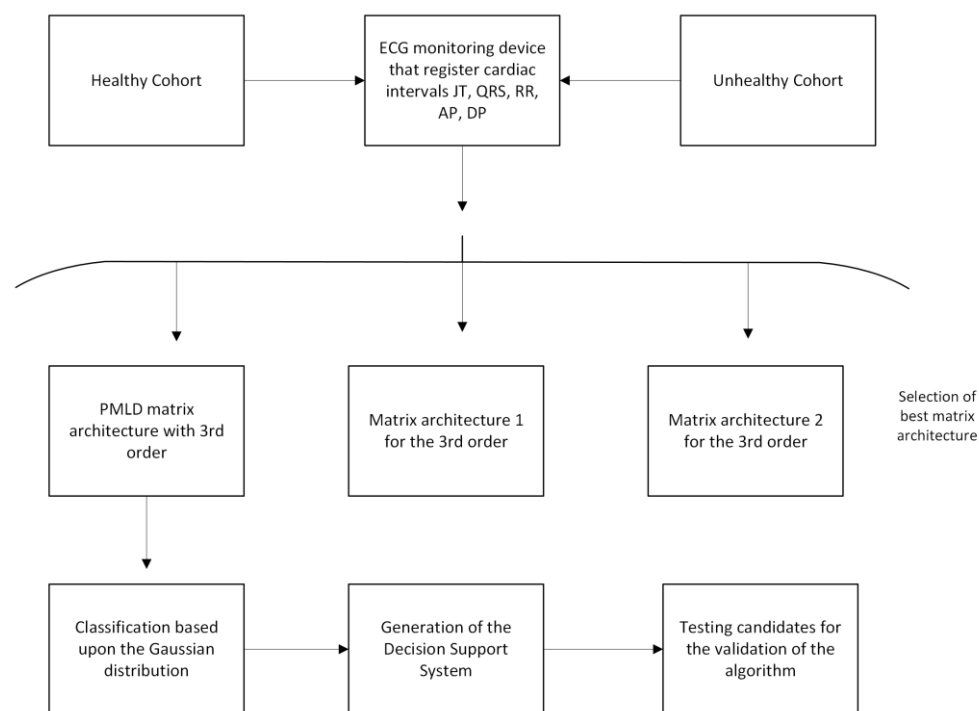 Healthy Cohort
ECG monitoring device
that register cardiac
intervals JT, QRS, RR,
AP, DP
Unhealthy Cohort
PMLD matrix
architecture with 3rd
order
Matrix architecture 1
for the 3rd order
Matrix architecture 2
for the 3rd order
Selection of
best matrix
architecture
Classification based
upon the Gaussian
distribution
Generation of the
Decision Support
System
Testing candidates for
the validation of the
algorithm